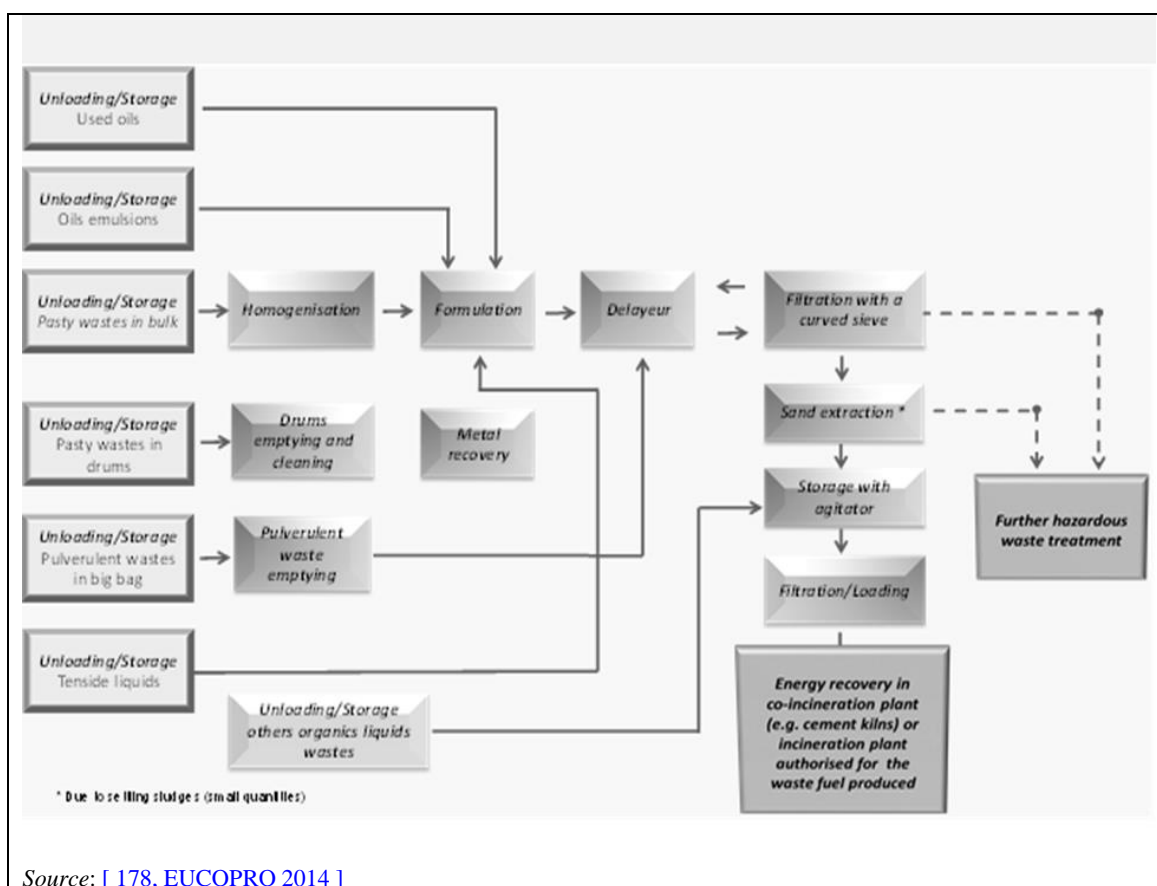 Unloading/Storage
Used oils
Unloading/Storage
Oils emulsions
Unloading/Storage
Pasty wastes in bulk
Homogenisation
Formulation
Delayeur
Filtration with a
curved sieve
Unloading/Storage
Pasty wastes in
drums
Drums
emptying and
cleaning
Metal
recovery
Sand extraction *
Storage with
agitator
Further hazardous
waste treatment
Unloading/Storage
Pulverulent wastes
in big bag
Pulverulent
waste
emptying
Filtration/Loading
Unloading/Storage
Tenside liquids
Unloading/Storage
others organics liquids
wastes
Energy recovery in
co-incineration plant
(e.g. cement kilns) or
incineration plant
authorised for the
waste fuel produced
* Due to selling sludges (small quantities)
Source: [ 178, EUCOPRO 2014 ]